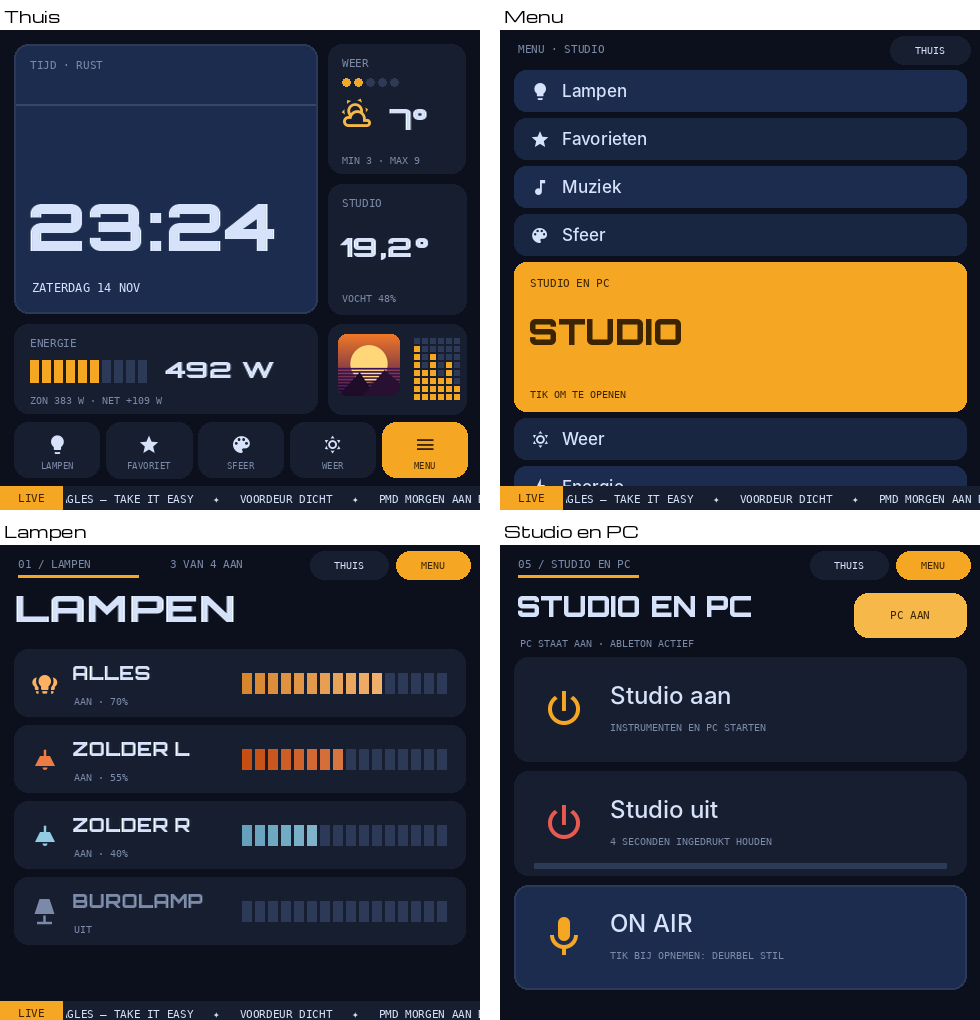 Thuis
TIJD · RUST
23:24
ZATERDAG 14 NOV
WEER
7°
MIN 3 · MAX 9
STUDIO
19,2°
VOCHT 48%
ENERGIE
492 W
ZON 383 W · NET +109 W
LAMPEN
FAVORIET
SFEER
WEER
MENU
LIVE
GLES — TAKE IT EASY ✦ VOORDEUR DICHT ✦ PMD MORGEN AAN
Menu
MENU · STUDIO
THUIS
Lampen
Favorieten
Muziek
Sfeer
STUDIO EN PC
STUDIO
TIK OM TE OPENEN
Weer
Energie
LIVE
GLES — TAKE IT EASY ✦ VOORDEUR DICHT ✦ PMD MORGEN AAN
Lampen
01 / LAMPEN
3 VAN 4 AAN
THUIS
MENU
LAMPEN
ALLES
AAN · 70%
ZOLDER L
AAN · 55%
ZOLDER R
AAN · 40%
BUROLAMP
UIT
LIVE
GLES — TAKE IT EASY ✦ VOORDEUR DICHT ✦ PMD MORGEN AAN
Studio en PC
05 / STUDIO EN PC
THUIS
MENU
STUDIO EN PC
PC AAN
PC STAAT AAN · ABLETON ACTIEF
Studio aan
INSTRUMENTEN EN PC STARTEN
Studio uit
4 SECONDEN INGEDRUKT HOUDEN
ON AIR
TIK BIJ OPNEMEN: DEURBEL STIL